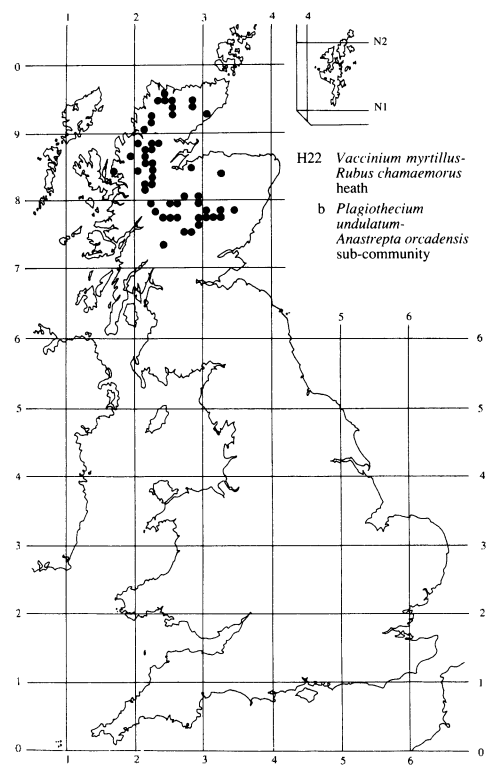 1 2 3 4
4
N2
N1
0
9
8
7
6
5
4
3
2
1
0
5 6
6
5
4
3
2
1
0
1 2 3 4 5 6
H22 Vaccinium myrtillus-
Rubus chamaemorus
heath
b Plagiothecium
undulatum-
Anastrepta orcadensis
sub-community